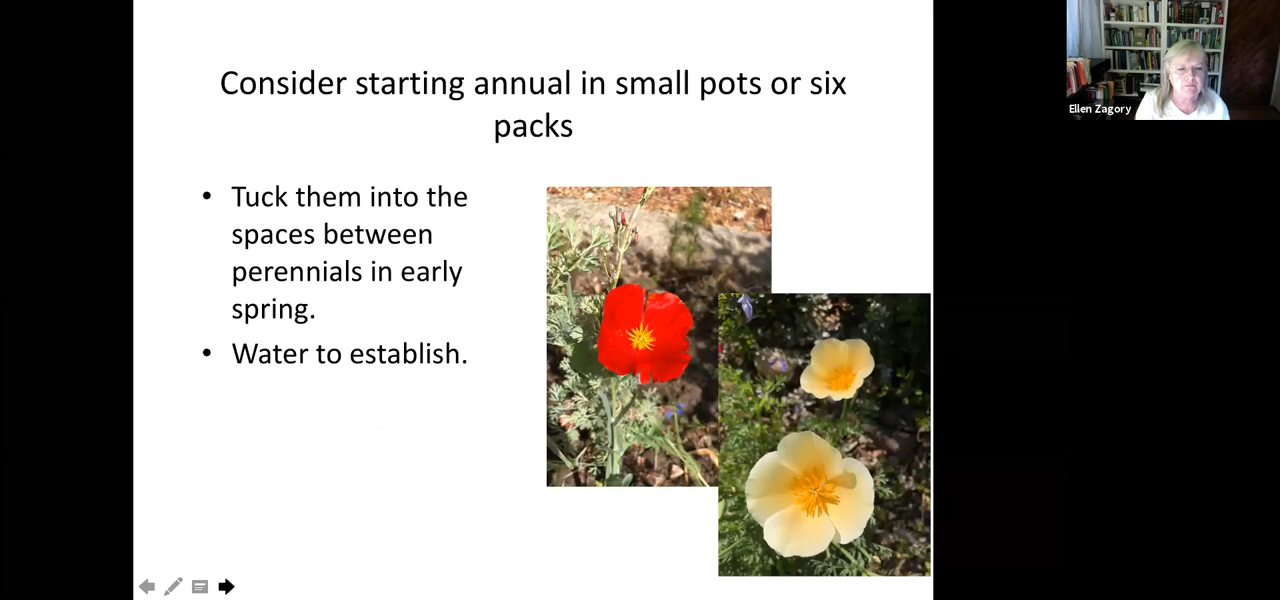 Consider starting annual in small pots or six
packs
• Tuck them into the
spaces between
perennials in early
spring.
• Water to establish.
Ellen Zagory